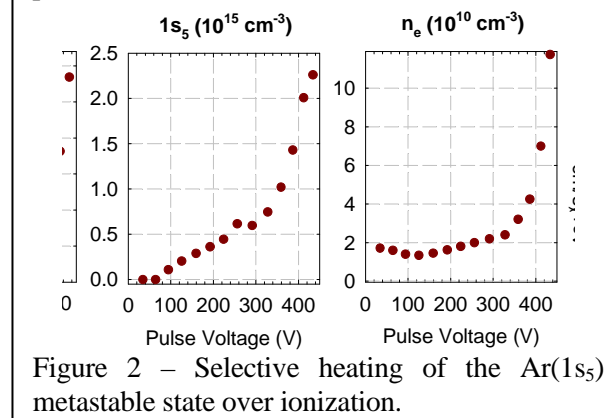 1s5 (10^15 cm-3)
ne (10^10 cm-3)
2.5
2.0
1.5
1.0
0.5
0.0
10
8
6
4
2
0
0
0 100 200 300 400
0 100 200 300 400
Pulse Voltage (V)
Pulse Voltage (V)
Figure 2 – Selective heating of the Ar(1s5)
metastable state over ionization.